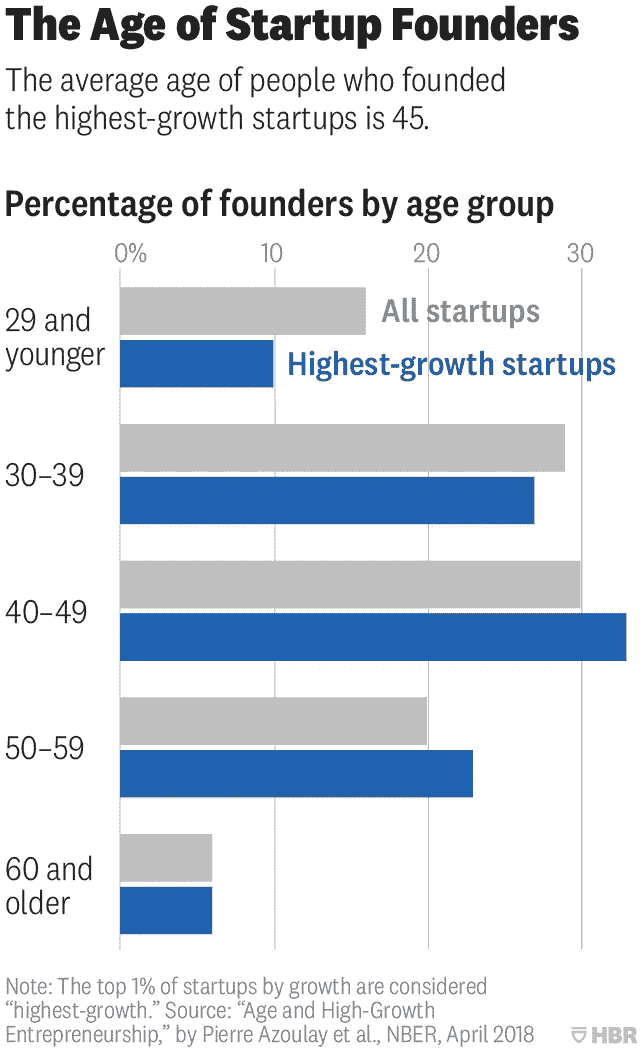 The Age of Startup Founders
The average age of people who founded
the highest-growth startups is 45.
Percentage of founders by age group
0% 10 20 30
29 and
younger
All startups
Highest-growth startups
30–39
40–49
50–59
60 and
older
Note: The top 1% of startups by growth are considered
“highest-growth.” Source: “Age and High-Growth
Entrepreneurship,” by Pierre Azoulay et al., NBER, April 2018
HBR